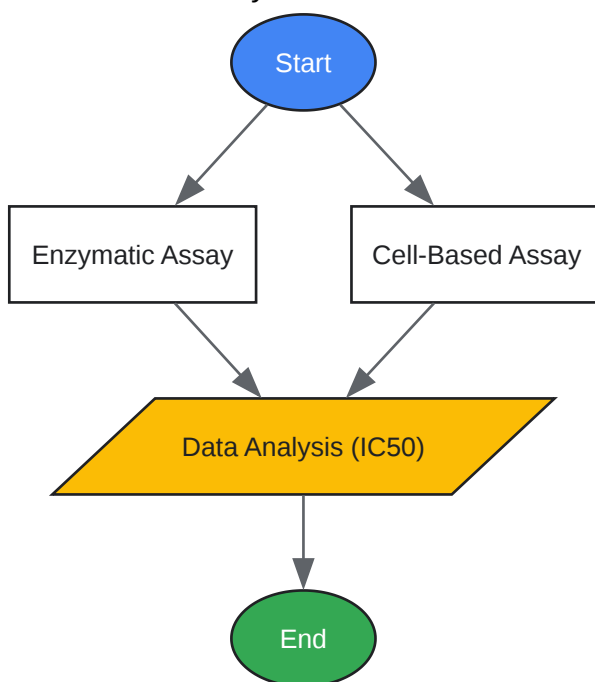 Start
Enzymatic Assay
Cell-Based Assay
Data Analysis (IC50)
End